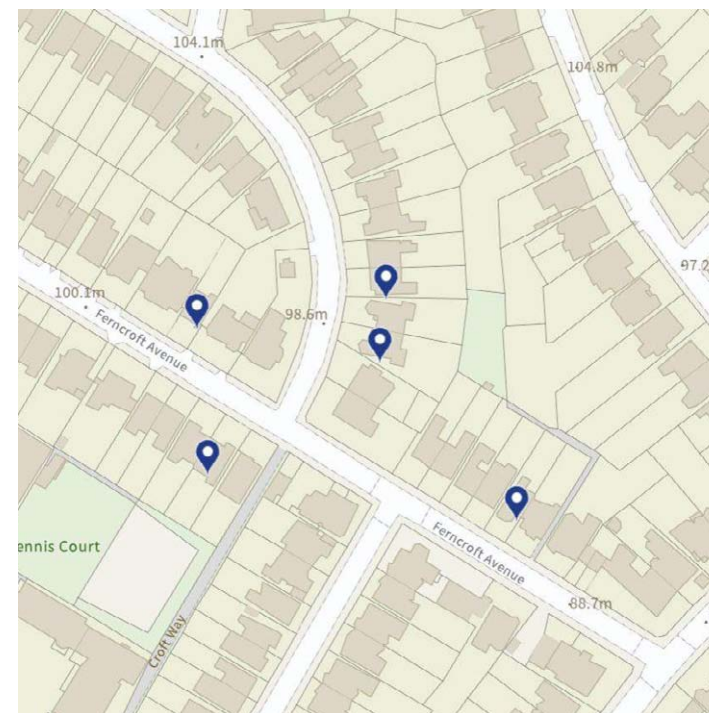 104.1m
104.8m
97.2
100.1m
98.6m
Ferncroft Avenue
ennis Court
Ferncroft Avenue
88.7m
Croft Way